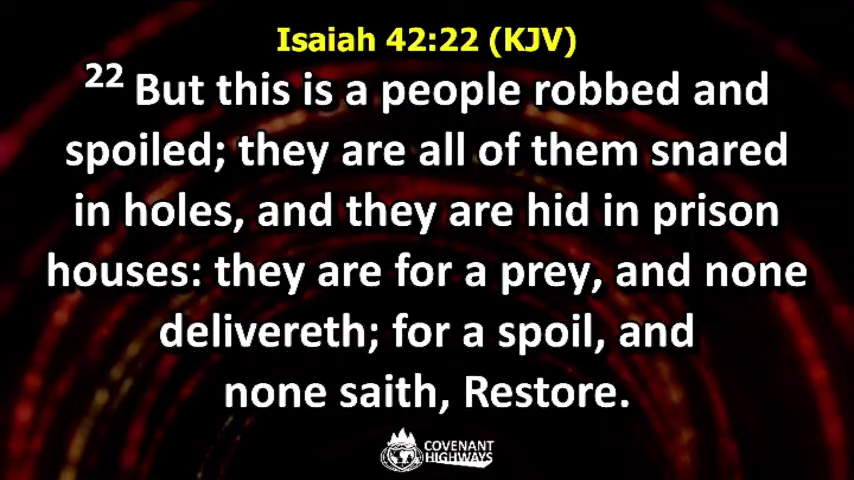 Isaiah 42:22 (KJV)
22 But this is a people robbed and
spoiled; they are all of them snared
in holes, and they are hid in prison
houses: they are for a prey, and none
delivereth; for a spoil, and
none saith, Restore.
COVENANT
HIGHWAYS